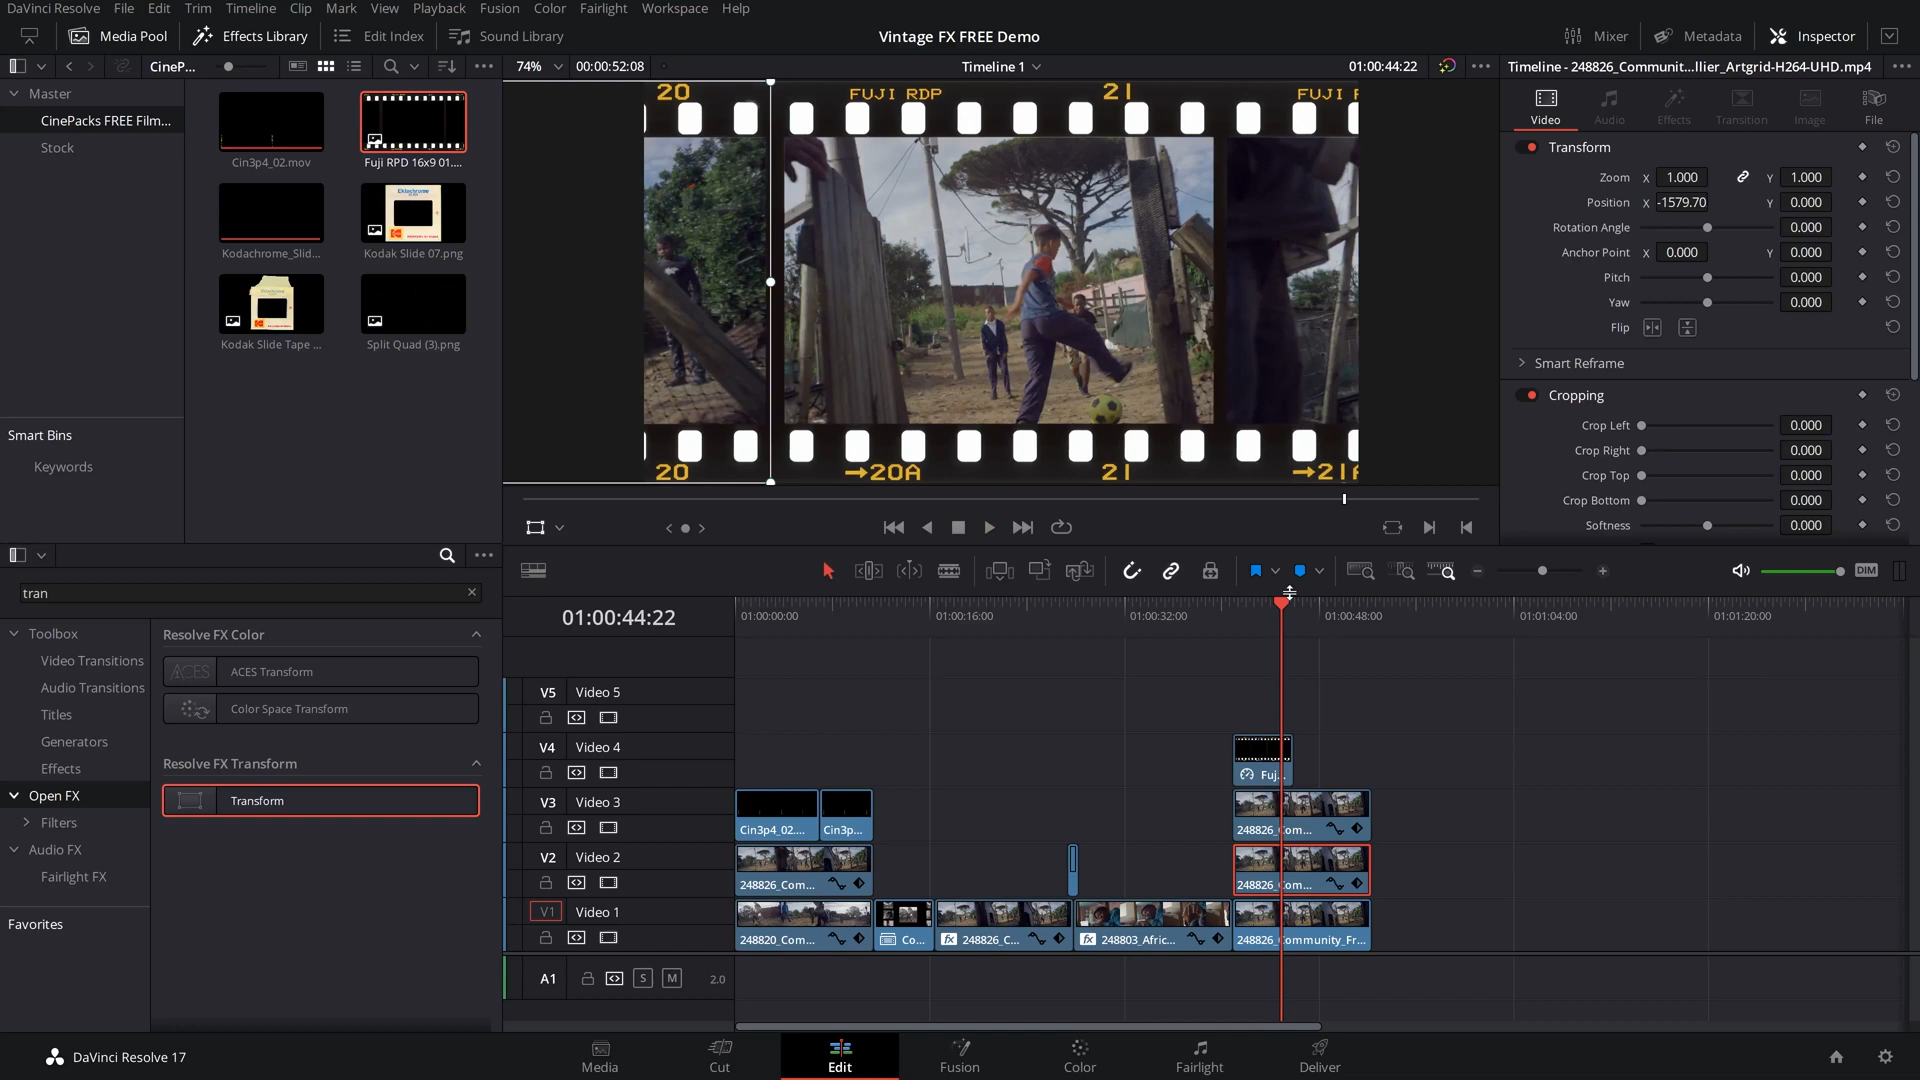 DaVinci Resolve File Edit Trim Timeline Clip Mark View Playback Fusion Color Fairlight Workspace Help
Media Pool Effects Library Edit Index Sound Library Vintage FX FREE Demo Mixer Metadata Inspector
CineP... 74% 00:00:52:08 Timeline 1 01:00:44:22 Timeline - 248826_Communit...llier_Artgrid-H264-UHD.mp4
Master
CinePacks FREE Film...
Stock
Smart Bins
Keywords
Cin3p4_02.mov
Fuji RPD 16x9 01....
Kodachrome_Slid...
Ektachrome
Kodak Slide 07.png
Kodak Slide Tape ...
Split Quad (3).png
20 FUJI RDP 21 FUJI F
20 →20A 21 →21A
Video Audio Effects Transition Image File
Transform
Zoom X 1.000 Y 1.000
Position X -1579.70 Y 0.000
Rotation Angle 0.000
Anchor Point X 0.000 Y 0.000
Pitch 0.000
Yaw 0.000
Flip
Smart Reframe
Cropping
Crop Left 0.000
Crop Right 0.000
Crop Top 0.000
Crop Bottom 0.000
Softness 0.000
DIM
tran
Toolbox
Video Transitions
Audio Transitions
Titles
Generators
Effects
Open FX
Filters
Audio FX
Fairlight FX
Favorites
Resolve FX Color
ACES ACES Transform
Color Space Transform
Resolve FX Transform
Transform
01:00:44:22
01:00:00:00 01:00:16:00 01:00:32:00 01:00:48:00 01:01:04:00 01:01:20:00
V5 Video 5
V4 Video 4
Fuj...
V3 Video 3
Cin3p4_02.... Cin3p... 248826_Com...
V2 Video 2
248826_Com... 248826_Com...
V1 Video 1
248820_Com... Co... fx 248826_C... fx 248803_Afric... 248826_Community_Fr...
A1 S M 2.0
DaVinci Resolve 17
Media Cut Edit Fusion Color Fairlight Deliver